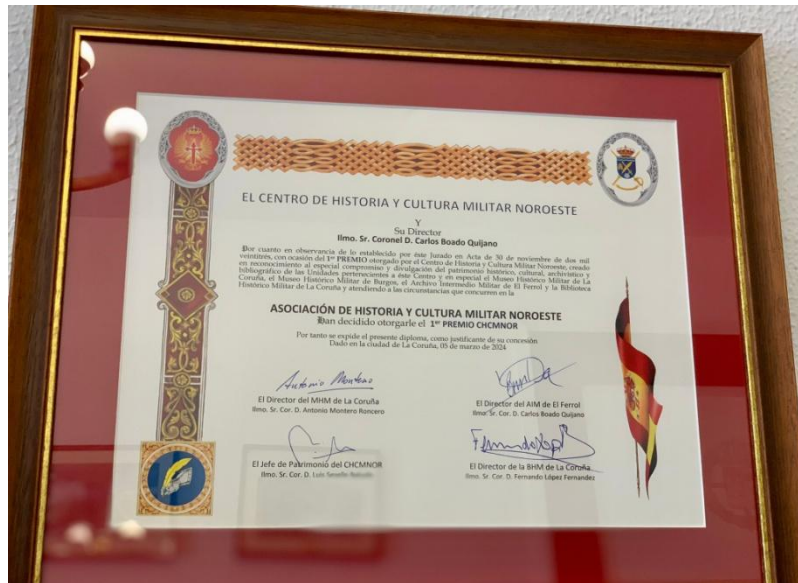 EL CENTRO DE HISTORIA Y CULTURA MILITAR NOROESTE
Y
Su Director
Ilmo. Sr. Coronel D. Carlos Boado Quijano
Por cuanto en observancia de lo establecido por éste Jurado en Acta de 30 de noviembre de dos mil
veintitrés, con ocasión del 1er PREMIO otorgado por el Centro de Historia y Cultura Militar Noroeste, creado
en reconocimiento al especial compromiso y divulgación del patrimonio histórico, cultural, archivístico y
bibliográfico de las Unidades pertenecientes a éste Centro y en especial el Museo Histórico Militar de La
Coruña, el Museo Histórico Militar de Burgos, el Archivo Intermedio Militar de El Ferrol y la Biblioteca
Histórico Militar de La Coruña y atendiendo a las circunstancias que concurren en la
ASOCIACIÓN DE HISTORIA Y CULTURA MILITAR NOROESTE
Han decidido otorgarle el 1er PREMIO CHCMNOR
Por tanto se expide el presente diploma, como justificante de su concesión
Dado en la ciudad de La Coruña, 05 de marzo de 2024
Antonio Montero
El Director del MHM de La Coruña
Ilmo. Sr. Cor. D. Antonio Montero Roncero
El Director del AIM de El Ferrol
Ilmo. Sr. Cor. D. Carlos Boado Quijano
El Jefe de Patrimonio del CHCMNOR
Ilmo. Sr. Cor. D. Luis
El Director de la BHM de La Coruña
Ilmo. Sr. Cor. D. Fernando López Fernandez